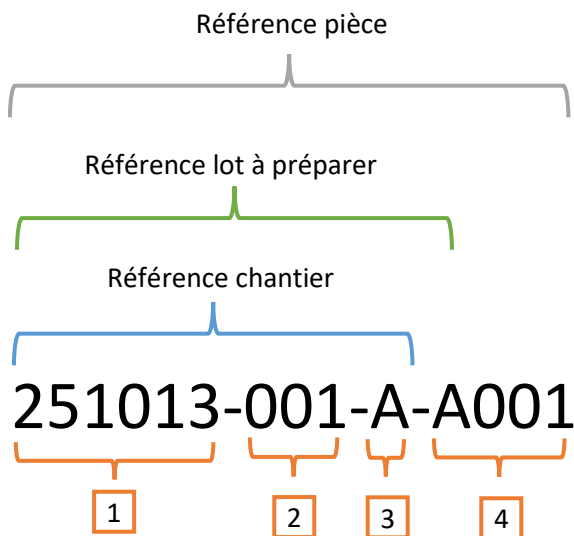 Référence pièce
Référence lot à préparer
Référence chantier
251013-001-A-A001
1 2 3 4